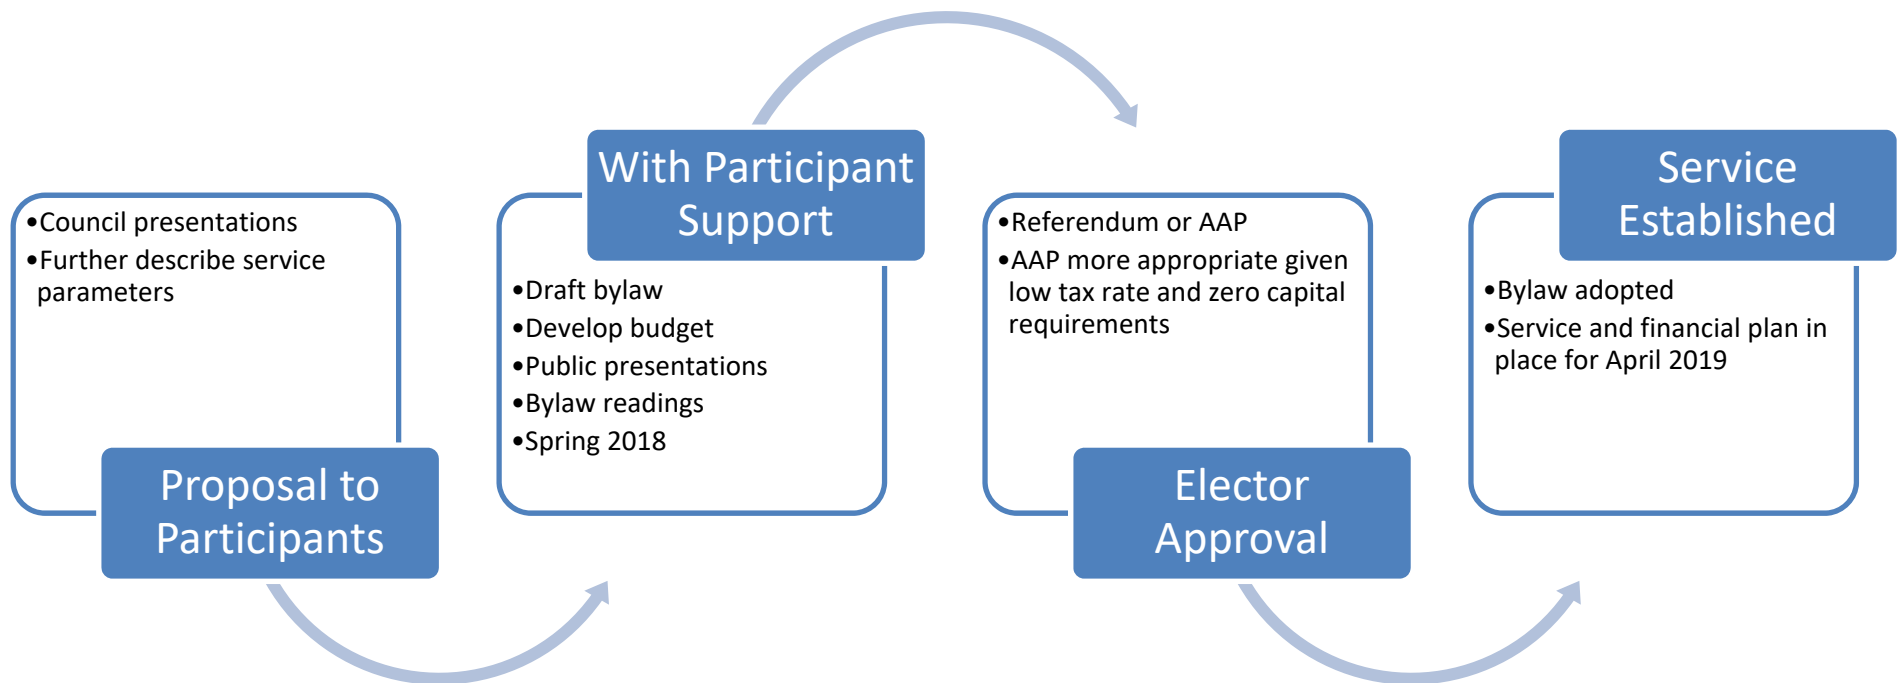 •Council presentations
•Further describe service
parameters
Proposal to
Participants
With Participant
Support
•Draft bylaw
•Develop budget
•Public presentations
•Bylaw readings
•Spring 2018
•Referendum or AAP
•AAP more appropriate given
low tax rate and zero capital
requirements
Elector
Approval
Service
Established
•Bylaw adopted
•Service and financial plan in
place for April 2019